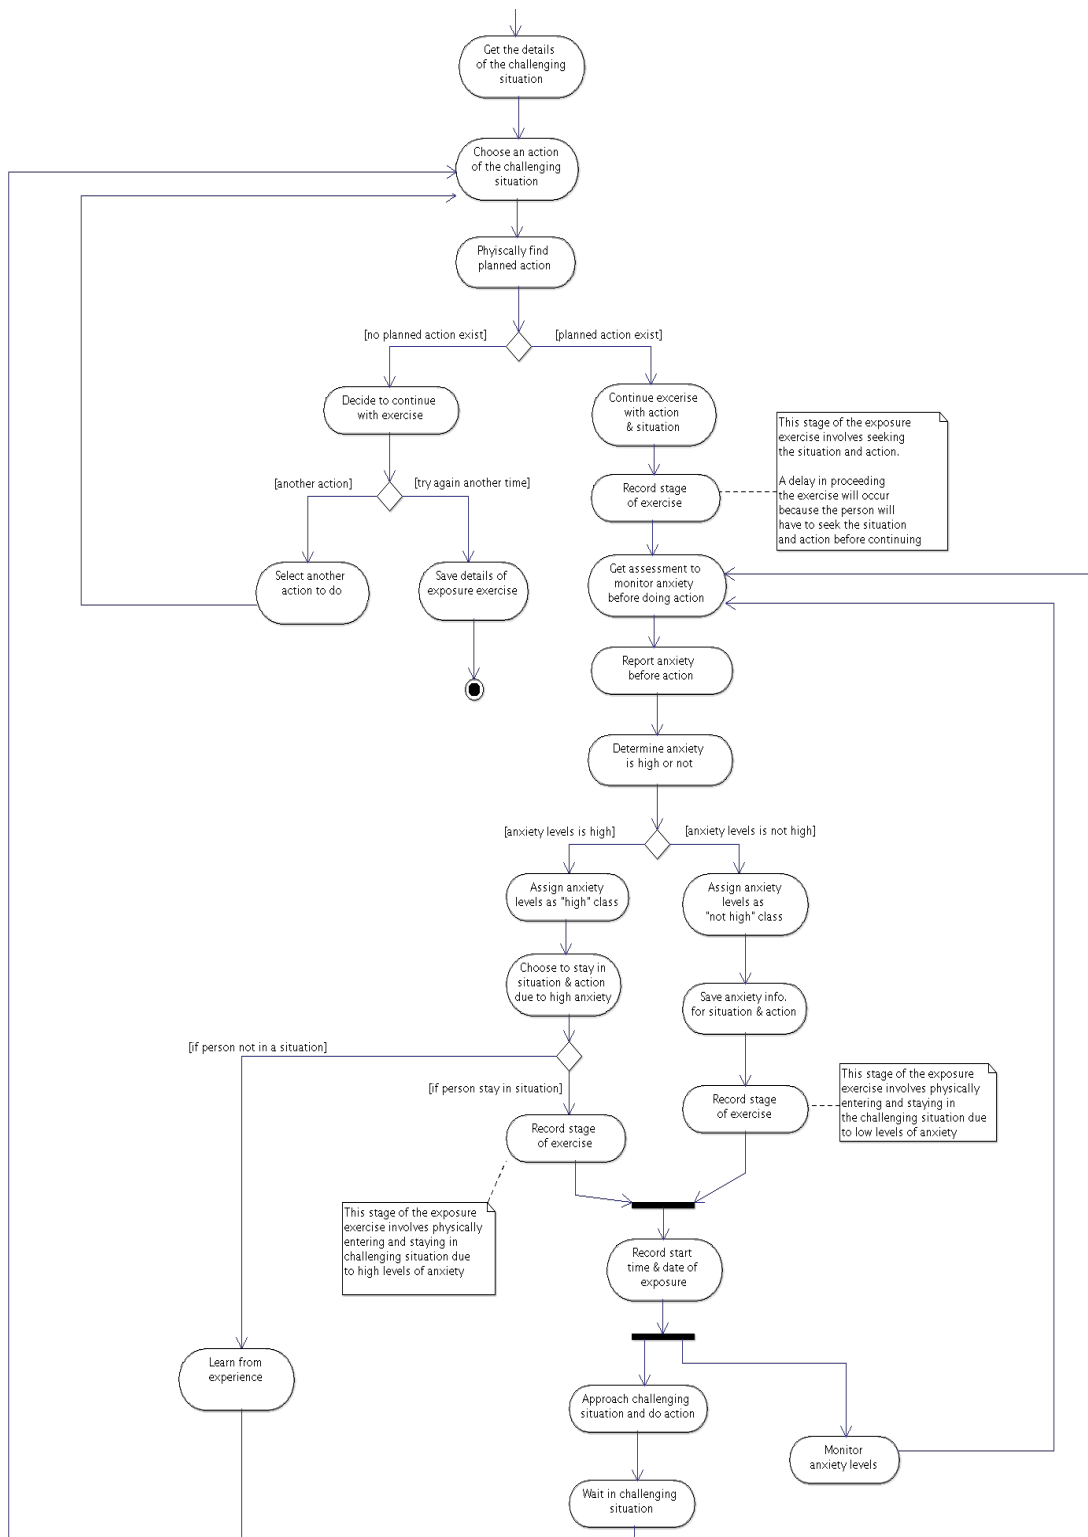 Get the details
of the challenging
situation
Choose an action
of the challenging
situation
Phyiscally find
planned action
[no planned action exist]
[planned action exist]
Decide to continue
with exercise
Continue excerise
with action
& situation
This stage of the exposure
exercise involves seeking
the situation and action.
A delay in proceeding
the exercise will occur
because the person will
have to seek the situation
and action before continuing
[another action]
[try again another time]
Record stage
of exercise
Select another
action to do
Save details of
exposure exercise
Get assessment to
monitor anxiety
before doing action
Report anxiety
before action
Determine anxiety
is high or not
[anxiety levels is high]
[anxiety levels is not high]
Assign anxiety
levels as "high" class
Assign anxiety
levels as
"not high" class
Choose to stay in
situation & action
due to high anxiety
Save anxiety info.
for situation & action
[if person not in a situation]
[if person stay in situation]
Record stage
of exercise
This stage of the exposure
exercise involves physically
entering and staying in
the challenging situation due
to low levels of anxiety
Record stage
of exercise
This stage of the exposure
exercise involves physically
entering and staying in
challenging situation due
to high levels of anxiety
Record start
time & date of
exposure
Learn from
experience
Approach challenging
situation and do action
Monitor
anxiety levels
Wait in challenging
situation